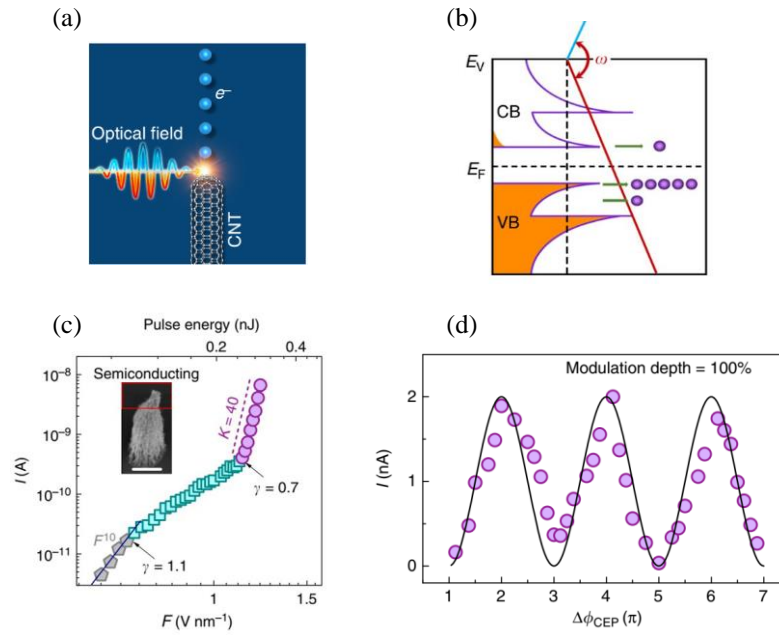 (a)
Optical field
e⁻
CNT
(b)
E_V
ω
CB
E_F
VB
(c)
Pulse energy (nJ)
0.2 0.4
Semiconducting
K = 40
γ = 0.7
F¹⁰
γ = 1.1
10⁻⁸
10⁻⁹
10⁻¹⁰
10⁻¹¹
I (A)
1 1.5
F (V nm⁻¹)
(d)
Modulation depth = 100%
2
1
0
I (nA)
1 2 3 4 5 6 7
Δϕ_CEP (π)